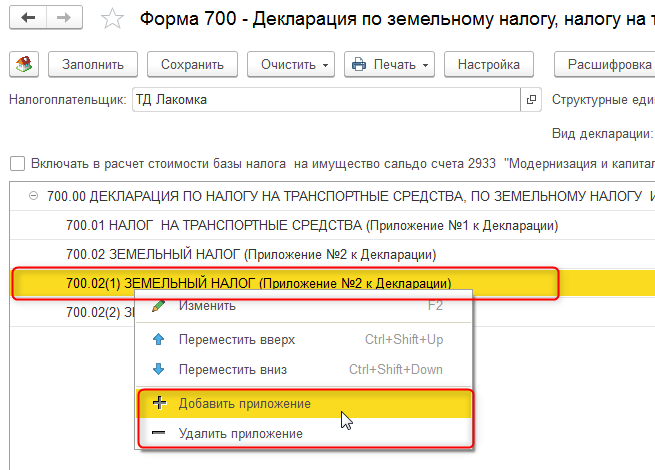 Форма 700 - Декларация по земельному налогу, налогу на т
Заполнить Сохранить Очистить Печать Настройка Расшифровка
Налогоплательщик: ТД Лакомка Структурные еди
Вид декларации:
Включать в расчет стоимости базы налога на имущество сальдо счета 2933 "Модернизация и капитал
700.00 ДЕКЛАРАЦИЯ ПО НАЛОГУ НА ТРАНСПОРТНЫЕ СРЕДСТВА, ПО ЗЕМЕЛЬНОМУ НАЛОГУ И
700.01 НАЛОГ НА ТРАНСПОРТНЫЕ СРЕДСТВА (Приложение №1 к Декларации)
700.02 ЗЕМЕЛЬНЫЙ НАЛОГ (Приложение №2 к Декларации)
700.02(1) ЗЕМЕЛЬНЫЙ НАЛОГ (Приложение №2 к Декларации)
700.02(2) ЗЕ
Изменить F2
Переместить вверх Ctrl+Shift+Up
Переместить вниз Ctrl+Shift+Down
Добавить приложение
Удалить приложение